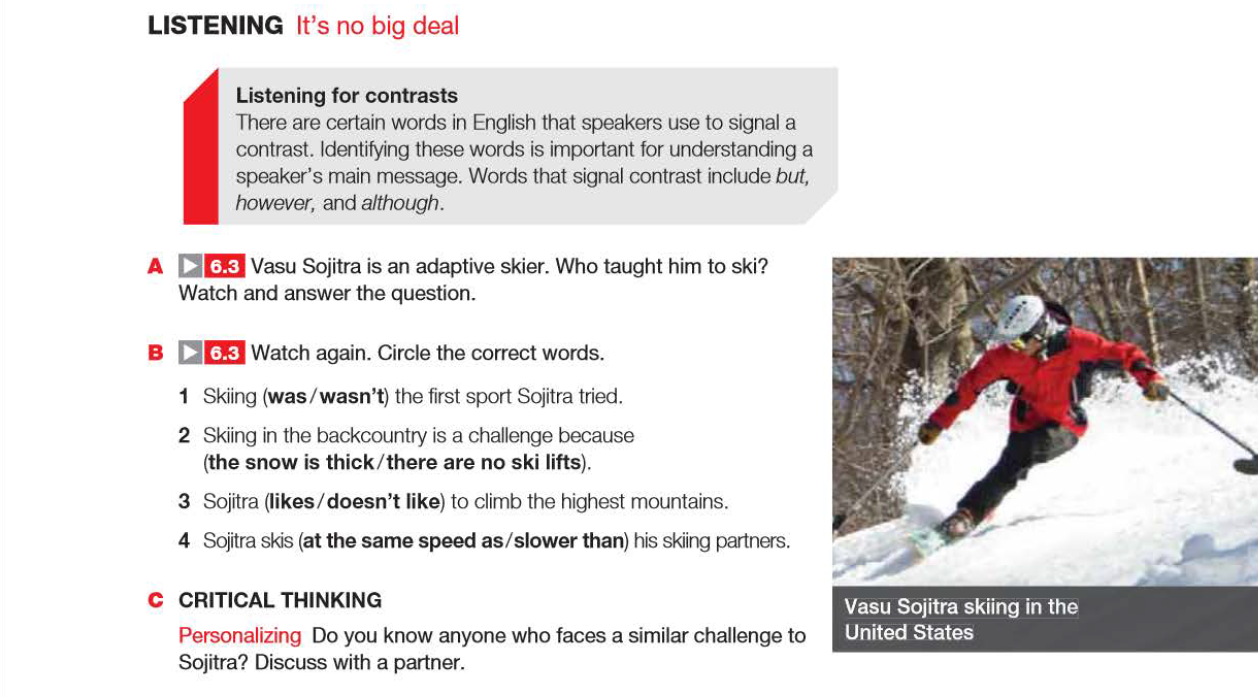 LISTENING It's no big deal
Listening for contrasts
There are certain words in English that speakers use to signal a
contrast. Identifying these words is important for understanding a
speaker's main message. Words that signal contrast include but,
however, and although.
A 6.3 Vasu Sojitra is an adaptive skier. Who taught him to ski?
Watch and answer the question.
B 6.3 Watch again. Circle the correct words.
1 Skiing (was/wasn't) the first sport Sojitra tried.
2 Skiing in the backcountry is a challenge because
(the snow is thick/there are no ski lifts).
3 Sojitra (likes/doesn't like) to climb the highest mountains.
4 Sojitra skis (at the same speed as/slower than) his skiing partners.
C CRITICAL THINKING
Personalizing Do you know anyone who faces a similar challenge to
Sojitra? Discuss with a partner.
Vasu Sojitra skiing in the
United States